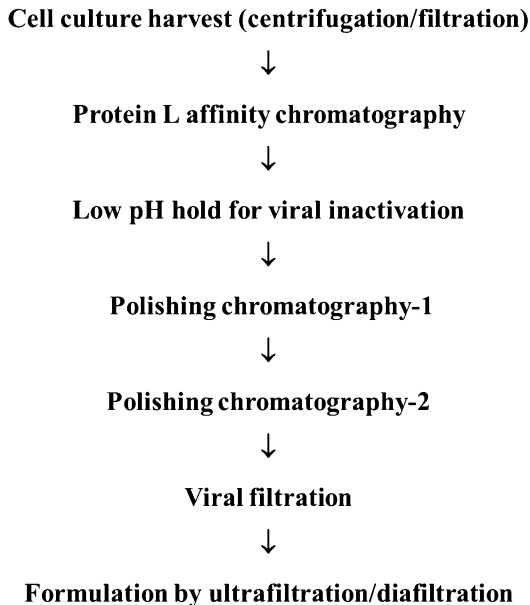 Cell culture harvest (centrifugation/filtration)
↓
Protein L affinity chromatography
↓
Low pH hold for viral inactivation
↓
Polishing chromatography-1
↓
Polishing chromatography-2
↓
Viral filtration
↓
Formulation by ultrafiltration/diafiltration